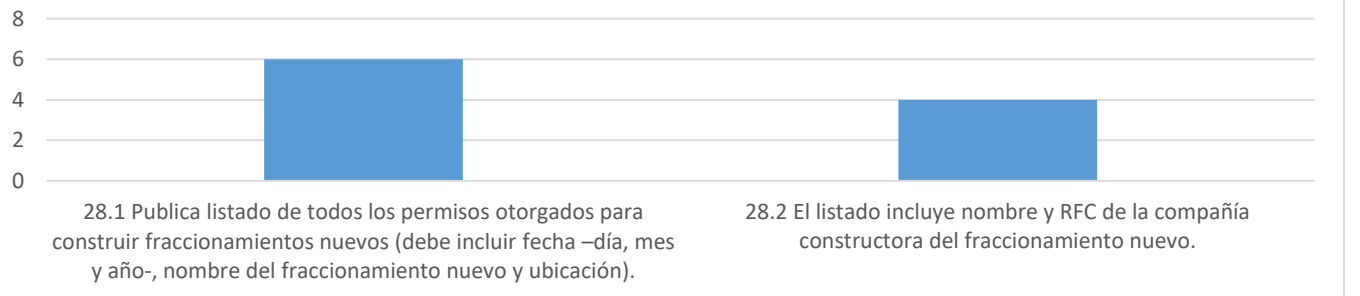 8
6
4
2
0
28.1 Publica listado de todos los permisos otorgados para
construir fraccionamientos nuevos (debe incluir fecha –día, mes
y año-, nombre del fraccionamiento nuevo y ubicación).
28.2 El listado incluye nombre y RFC de la compañía
constructora del fraccionamiento nuevo.